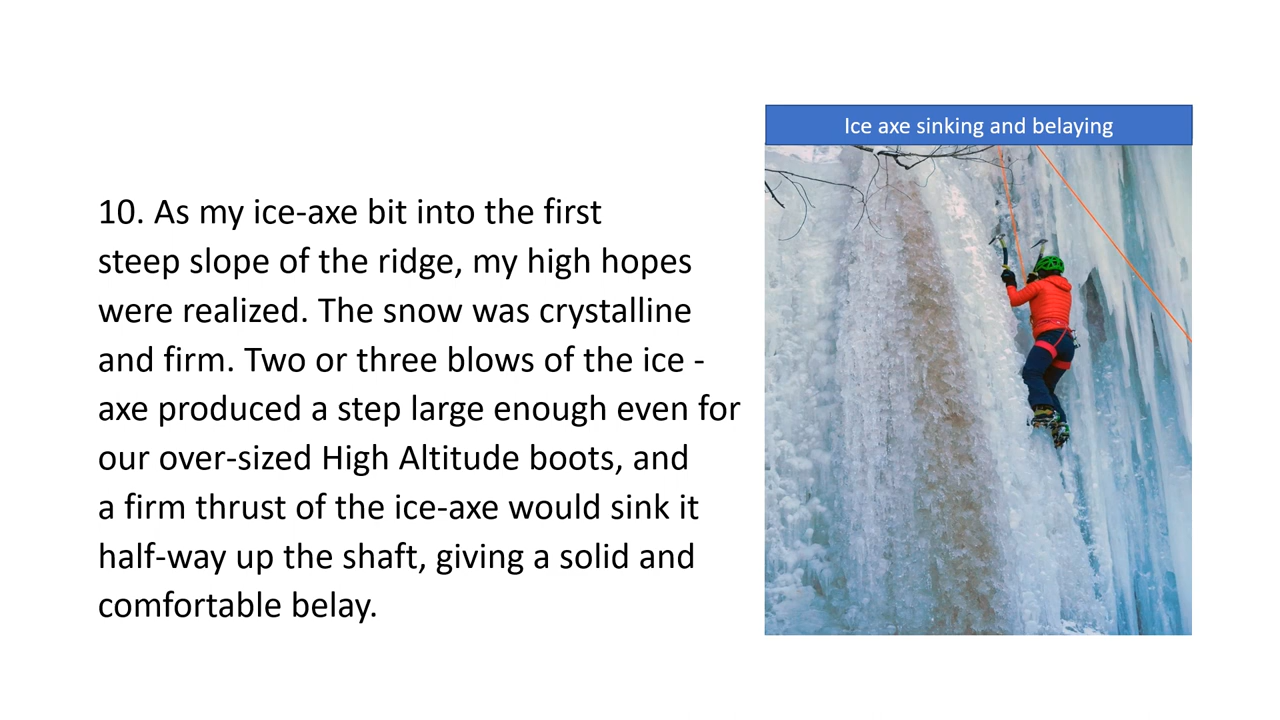 Ice axe sinking and belaying
10. As my ice-axe bit into the first
steep slope of the ridge, my high hopes
were realized. The snow was crystalline
and firm. Two or three blows of the ice -
axe produced a step large enough even for
our over-sized High Altitude boots, and
a firm thrust of the ice-axe would sink it
half-way up the shaft, giving a solid and
comfortable belay.